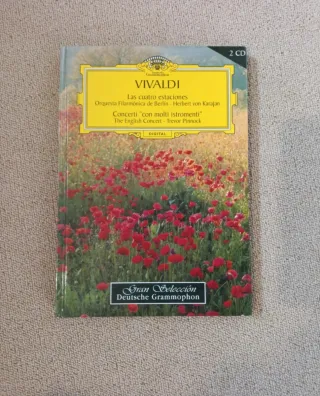 2 CD
VIVALDI
Las cuatro estaciones
Orquesta Filarmónica de Berlín · Herbert von Karajan
Concerti "con molti istromenti"
The English Concert · Trevor Pinnock
DIGITAL
Gran Selección
Deutsche Grammophon